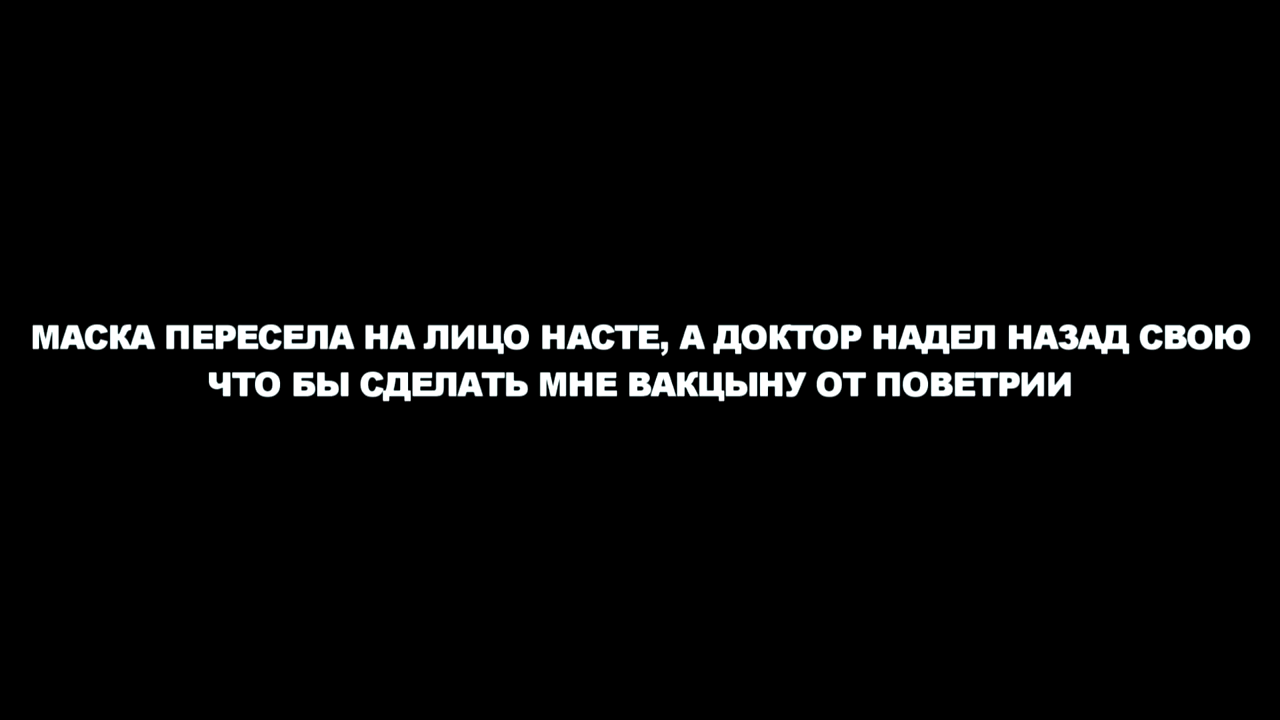 МАСКА ПЕРЕСЕЛА НА ЛИЦО НАСТЕ, А ДОКТОР НАДЕЛ НАЗАД СВОЮ
ЧТО БЫ СДЕЛАТЬ МНЕ ВАКЦЫНУ ОТ ПОВЕТРИИ